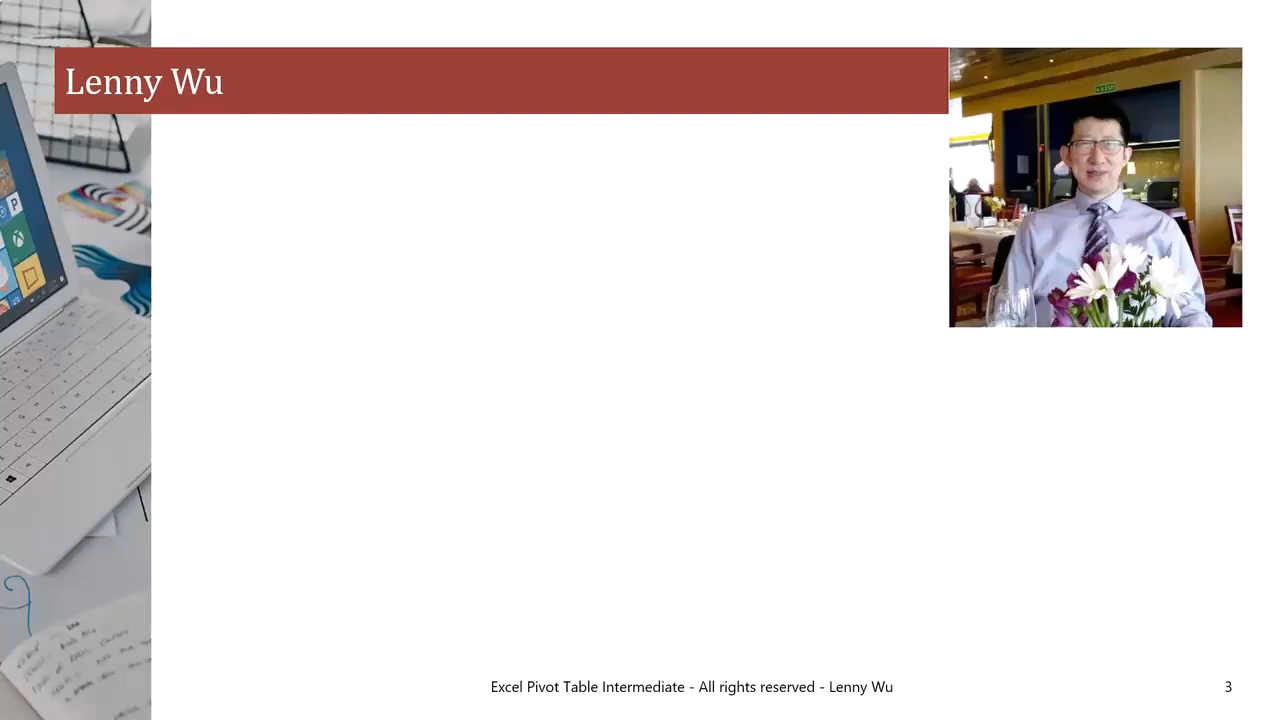 Lenny Wu
Excel Pivot Table Intermediate - All rights reserved - Lenny Wu
3